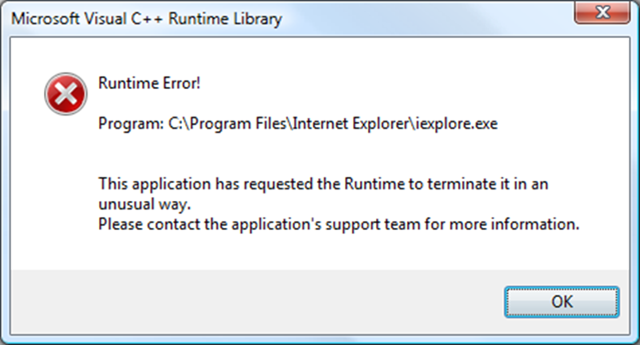 Microsoft Visual C++ Runtime Library
Runtime Error!
Program: C:\Program Files\Internet Explorer\iexplore.exe
This application has requested the Runtime to terminate it in an
unusual way.
Please contact the application's support team for more information.
OK